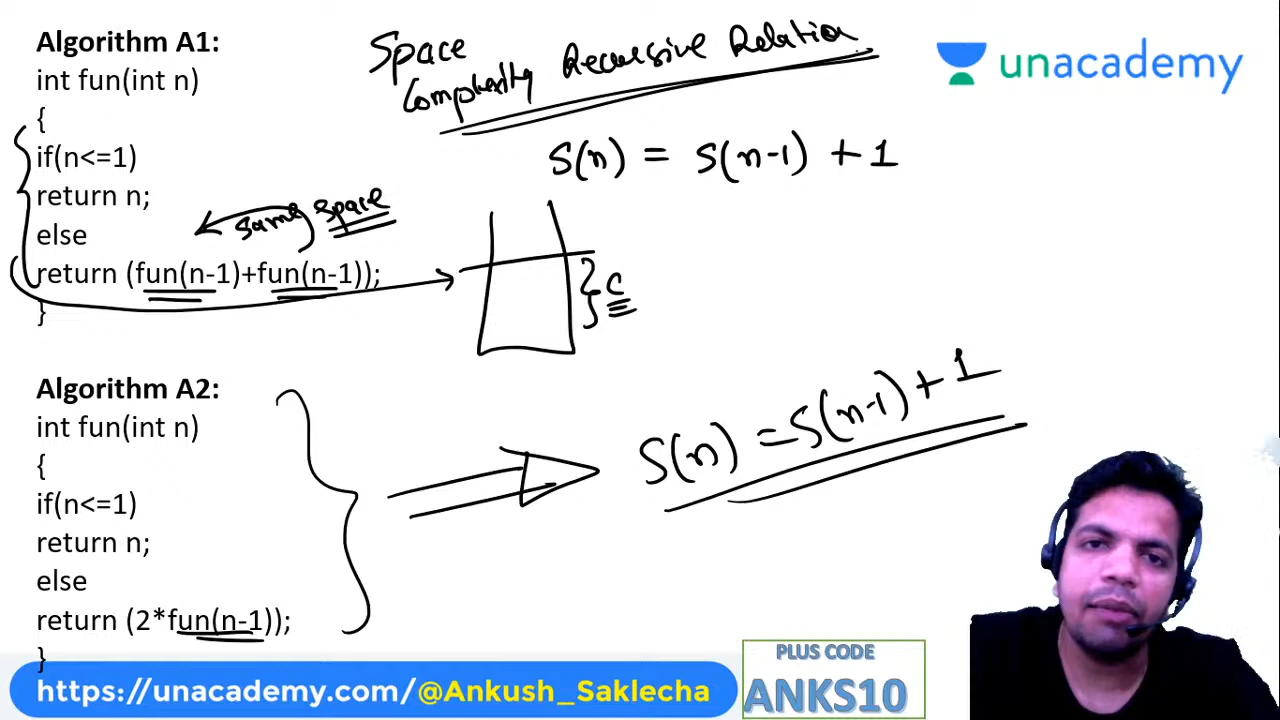 Algorithm A1:
int fun(int n)
{
if(n<=1)
return n;
else
return (fun(n-1)+fun(n-1));
}
Space
Complexity Recursive Relation
S(n) = S(n-1) + 1
same space
C
unacademy
Algorithm A2:
int fun(int n)
{
if(n<=1)
return n;
else
return (2*fun(n-1));
}
S(n) = S(n-1) + 1
https://unacademy.com/@Ankush_Saklecha
PLUS CODE
ANKS10